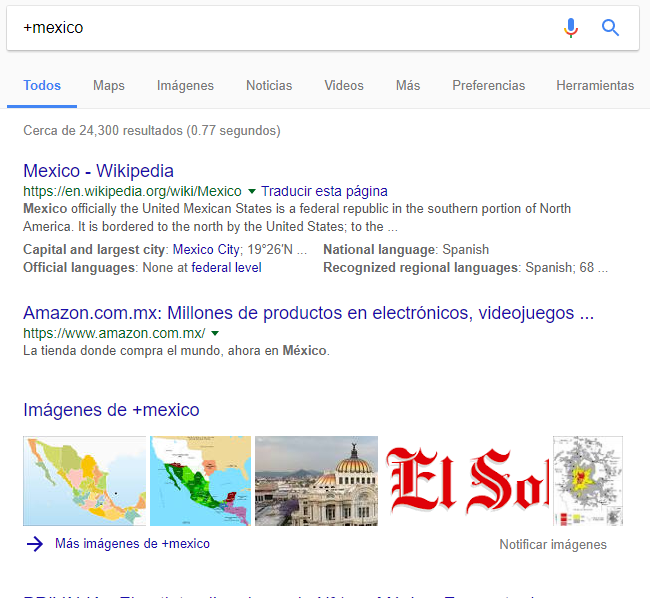 +mexico
Todos Maps Imágenes Noticias Videos Más Preferencias Herramientas
Cerca de 24,300 resultados (0.77 segundos)
Mexico - Wikipedia
https://en.wikipedia.org/wiki/Mexico Traducir esta página
Mexico officially the United Mexican States is a federal republic in the southern portion of North
America. It is bordered to the north by the United States; to the ...
Capital and largest city: Mexico City; 19°26′N ... National language: Spanish
Official languages: None at federal level Recognized regional languages: Spanish; 68 ...
Amazon.com.mx: Millones de productos en electrónicos, videojuegos ...
https://www.amazon.com.mx/
La tienda donde compra el mundo, ahora en México.
Imágenes de +mexico
El Sol
Más imágenes de +mexico Notificar imágenes